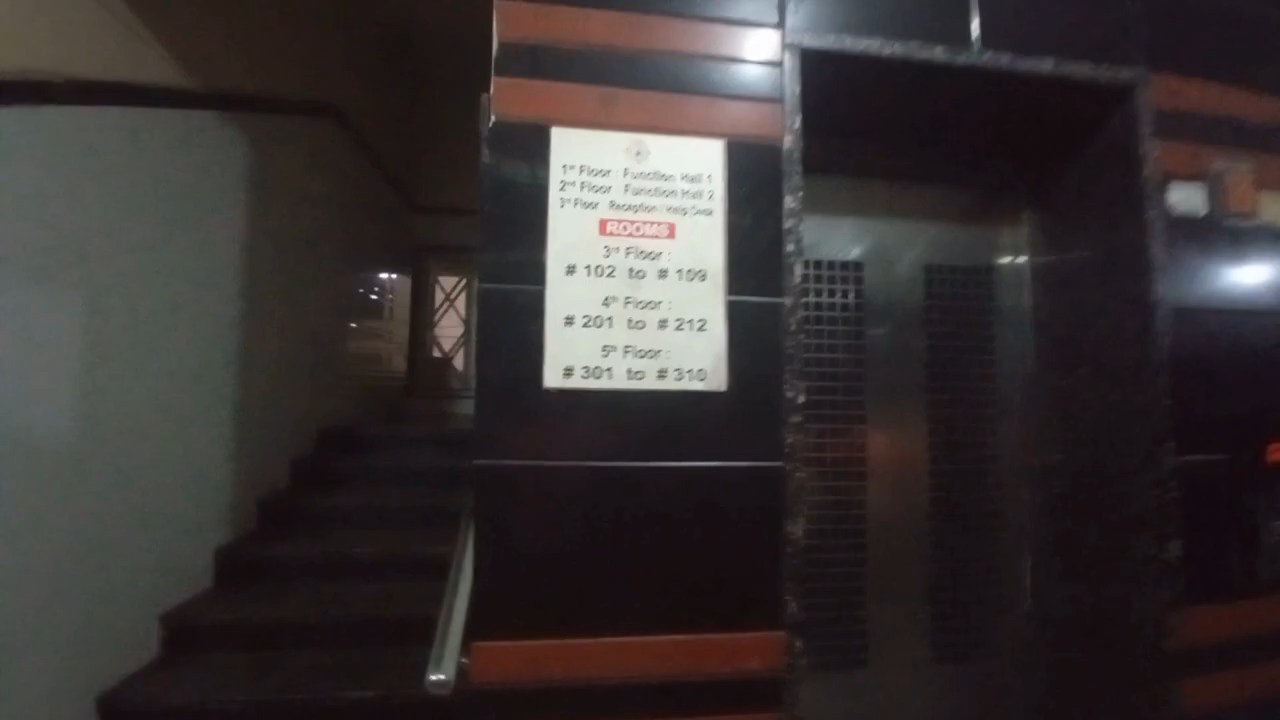 1st Floor : Function Hall 1
2nd Floor : Function Hall 2
3rd Floor : Reception / Help Desk
ROOMS
3rd Floor :
# 102 to # 109
4th Floor :
# 201 to # 212
5th Floor :
# 301 to # 310